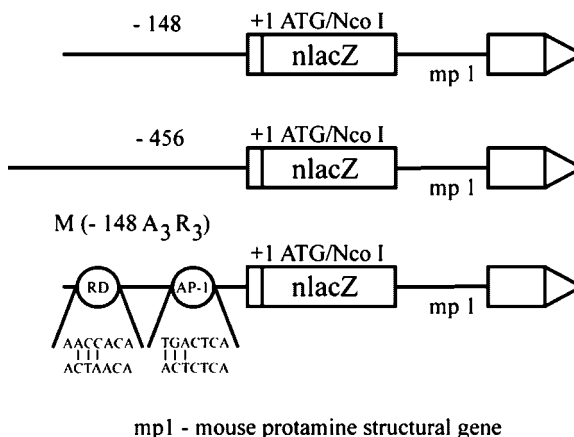 - 148
+1 ATG/Nco I
nlacZ
mp 1
- 456
+1 ATG/Nco I
nlacZ
mp 1
M (- 148 A3 R3)
+1 ATG/Nco I
RD
AP-1
nlacZ
mp 1
AACCACA
TGACTCA
ACTAACA
ACTCTCA
mp1 - mouse protamine structural gene